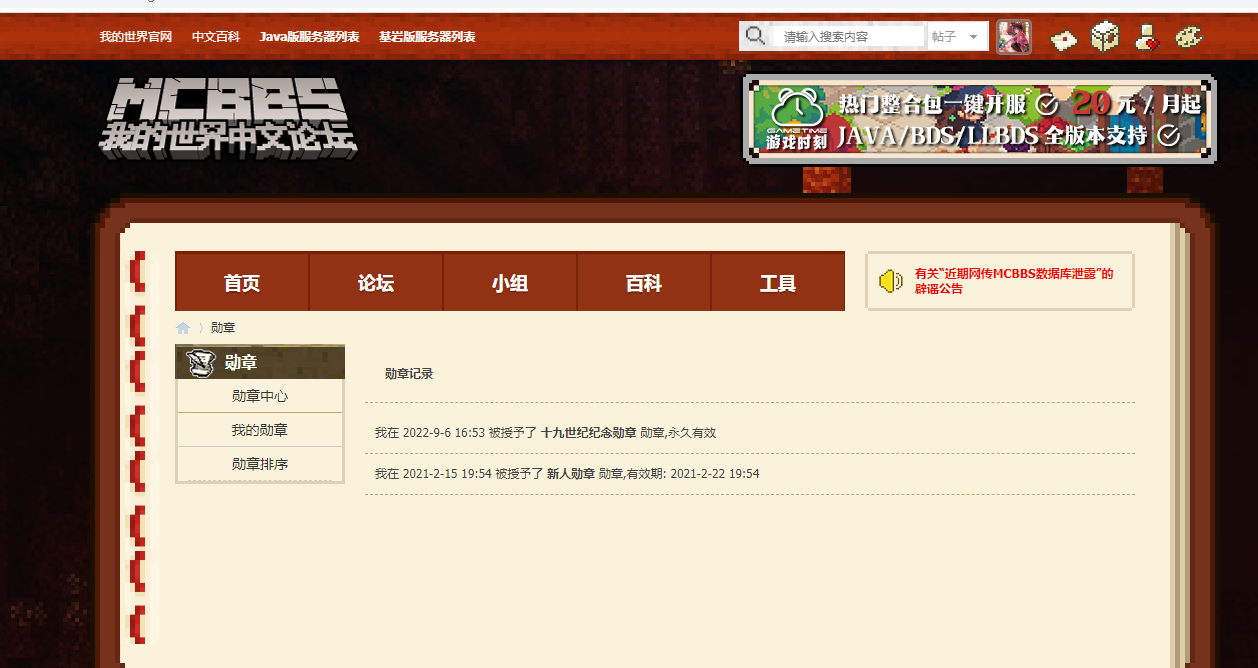 我的世界官网 中文百科 Java版服务器列表 基岩版服务器列表
请输入搜索内容 帖子
MCBBS
我的世界中文论坛
GAMETIME
游戏时刻
热门整合包一键开服 20元 / 月起
JAVA/BDS/LLBDS 全版本支持
首页 论坛 小组 百科 工具
有关“近期网传MCBBS数据库泄露”的
辟谣公告
勋章
勋章
勋章中心
我的勋章
勋章排序
勋章记录
我在 2022-9-6 16:53 被授予了 十九世纪纪念勋章 勋章,永久有效
我在 2021-2-15 19:54 被授予了 新人勋章 勋章,有效期: 2021-2-22 19:54